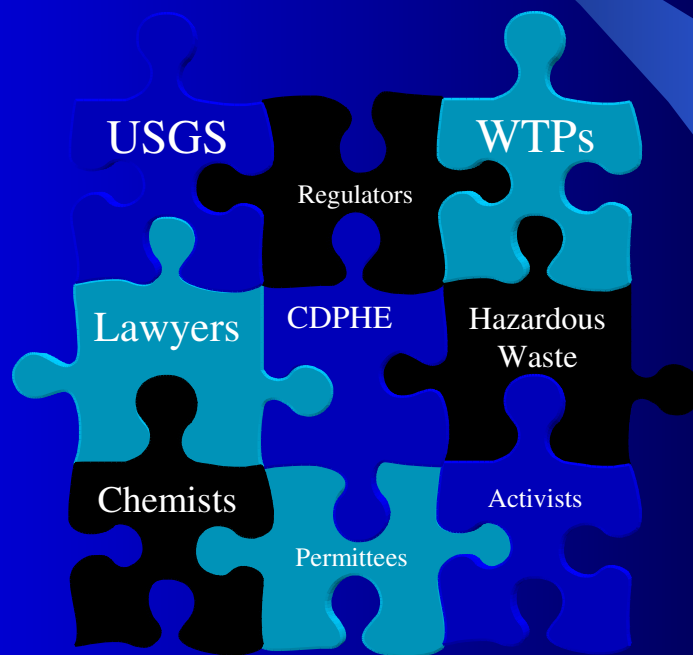 USGS
Regulators
WTPs
Lawyers
CDPHE
Hazardous
Waste
Chemists
Permittees
Activists